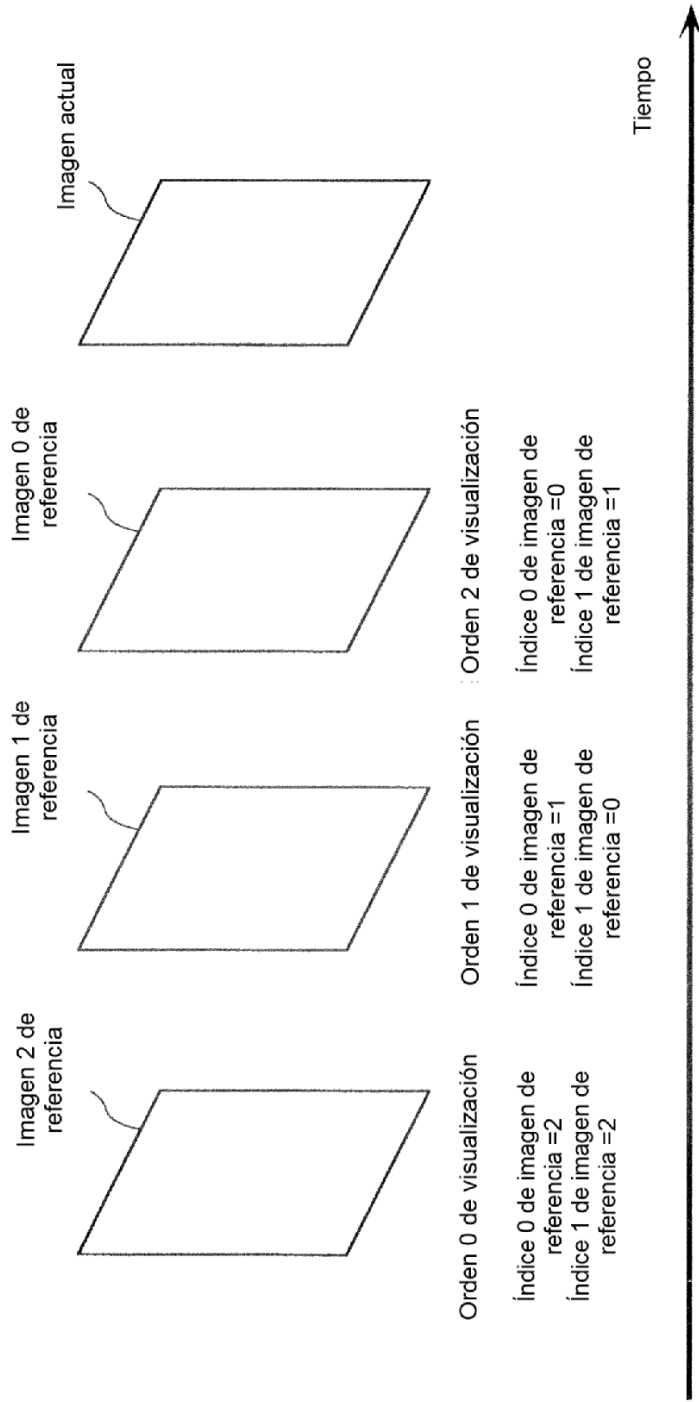 Imagen 2 de
referencia
Imagen 1 de
referencia
Imagen 0 de
referencia
Imagen actual
Orden 0 de visualización
Índice 0 de imagen de
referencia =2
Índice 1 de imagen de
referencia =2
Orden 1 de visualización
Índice 0 de imagen de
referencia =1
Índice 1 de imagen de
referencia =0
Orden 2 de visualización
Índice 0 de imagen de
referencia =0
Índice 1 de imagen de
referencia =1
Tiempo